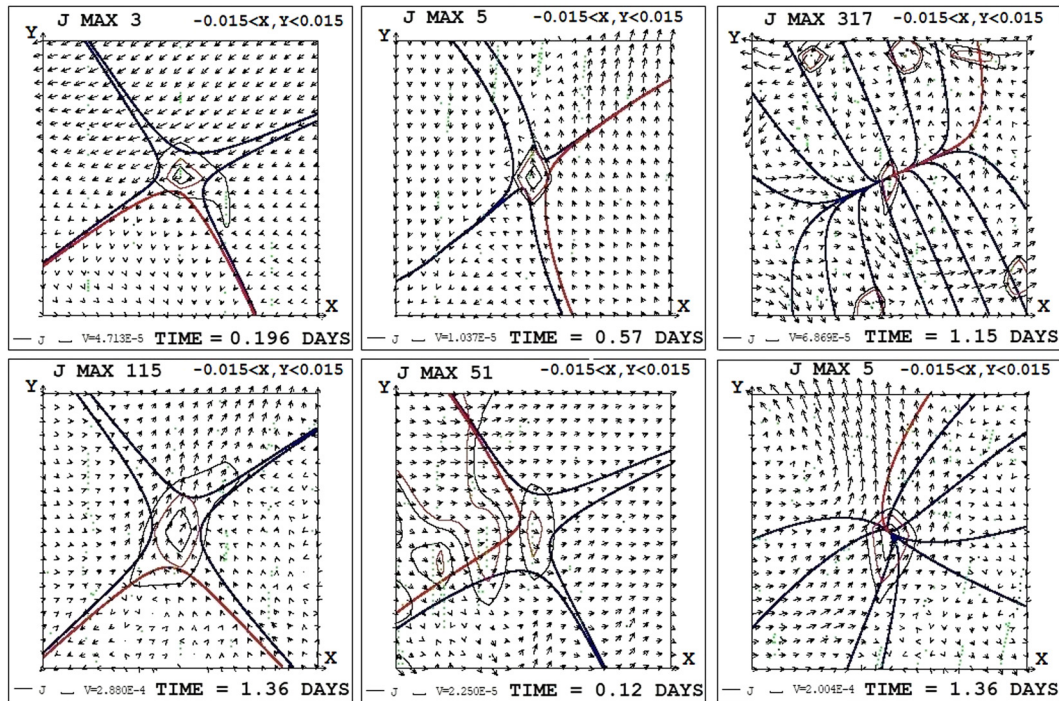 J MAX 3 -0.015<X,Y<0.015
Y
X
J V=4.713E-5 TIME = 0.196 DAYS
J MAX 5 -0.015<X,Y<0.015
Y
X
J V=1.037E-5 TIME = 0.57 DAYS
J MAX 317 -0.015<X,Y<0.015
Y
X
J V=6.869E-5 TIME = 1.15 DAYS
J MAX 115 -0.015<X,Y<0.015
Y
X
J V=2.880E-4 TIME = 1.36 DAYS
J MAX 51 -0.015<X,Y<0.015
Y
X
J V=2.250E-5 TIME = 0.12 DAYS
J MAX 5 -0.015<X,Y<0.015
Y
X
J V=2.004E-4 TIME = 1.36 DAYS